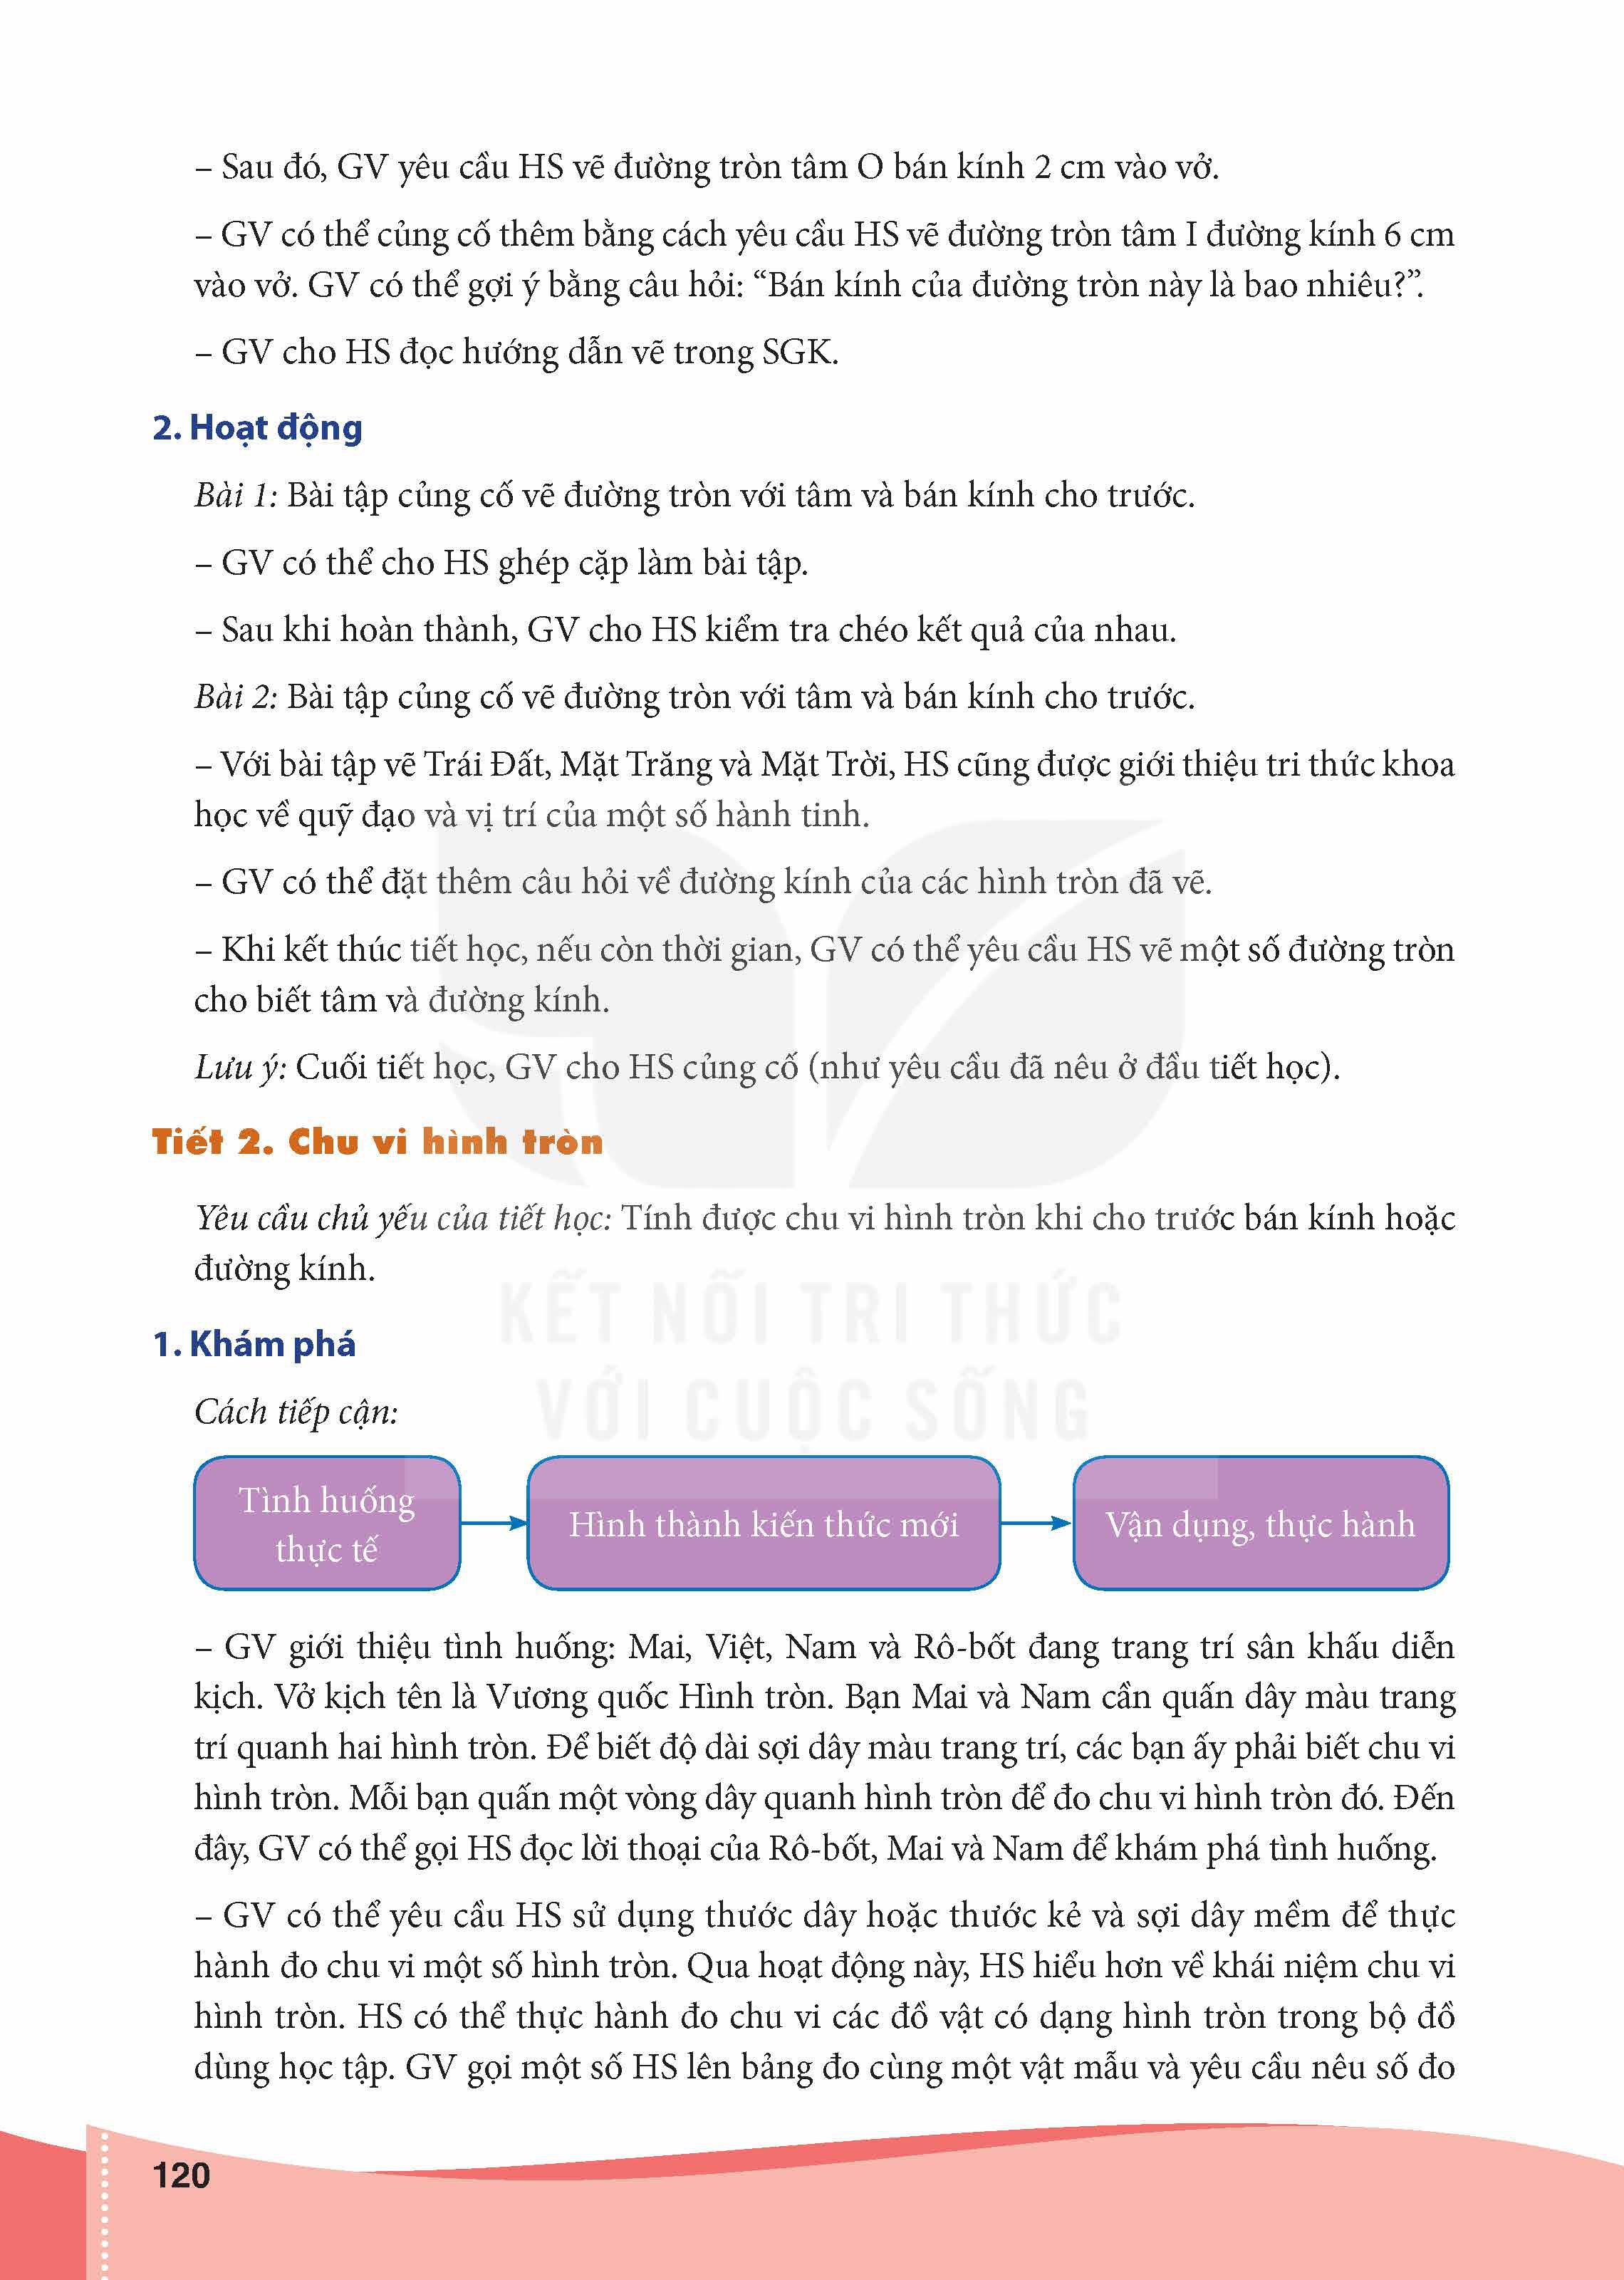 – Sau đó, GV yêu cầu HS vẽ đường tròn tâm O bán kính 2 cm vào vở.
– GV có thể củng cố thêm bằng cách yêu cầu HS vẽ đường tròn tâm I đường kính 6 cm
vào vở. GV có thể gợi ý bằng câu hỏi: “Bán kính của đường tròn này là bao nhiêu?”.
– GV cho HS đọc hướng dẫn vẽ trong SGK.
2. Hoạt động
Bài 1: Bài tập củng cố vẽ đường tròn với tâm và bán kính cho trước.
– GV có thể cho HS ghép cặp làm bài tập.
– Sau khi hoàn thành, GV cho HS kiểm tra chéo kết quả của nhau.
Bài 2: Bài tập củng cố vẽ đường tròn với tâm và bán kính cho trước.
– Với bài tập vẽ Trái Đất, Mặt Trăng và Mặt Trời, HS cũng được giới thiệu tri thức khoa
học về quỹ đạo và vị trí của một số hành tinh.
– GV có thể đặt thêm câu hỏi về đường kính của các hình tròn đã vẽ.
– Khi kết thúc tiết học, nếu còn thời gian, GV có thể yêu cầu HS vẽ một số đường tròn
cho biết tâm và đường kính.
Lưu ý: Cuối tiết học, GV cho HS củng cố (như yêu cầu đã nêu ở đầu tiết học).
Tiết 2. Chu vi hình tròn
Yêu cầu chủ yếu của tiết học: Tính được chu vi hình tròn khi cho trước bán kính hoặc
đường kính.
KẾT NỐI TRI THỨC
1. Khám phá
VỚI CUỘC SỐNG
Cách tiếp cận:
Tình huống
thực tế
Hình thành kiến thức mới
Vận dụng, thực hành
– GV giới thiệu tình huống: Mai, Việt, Nam và Rô-bốt đang trang trí sân khấu diễn
kịch. Vở kịch tên là Vương quốc Hình tròn. Bạn Mai và Nam cần quấn dây màu trang
trí quanh hai hình tròn. Để biết độ dài sợi dây màu trang trí, các bạn ấy phải biết chu vi
hình tròn. Mỗi bạn quấn một vòng dây quanh hình tròn để đo chu vi hình tròn đó. Đến
đây, GV có thể gọi HS đọc lời thoại của Rô-bốt, Mai và Nam để khám phá tình huống.
– GV có thể yêu cầu HS sử dụng thước dây hoặc thước kẻ và sợi dây mềm để thực
hành đo chu vi một số hình tròn. Qua hoạt động này, HS hiểu hơn về khái niệm chu vi
hình tròn. HS có thể thực hành đo chu vi các đồ vật có dạng hình tròn trong bộ đồ
dùng học tập. GV gọi một số HS lên bảng đo cùng một vật mẫu và yêu cầu nêu số đo
120